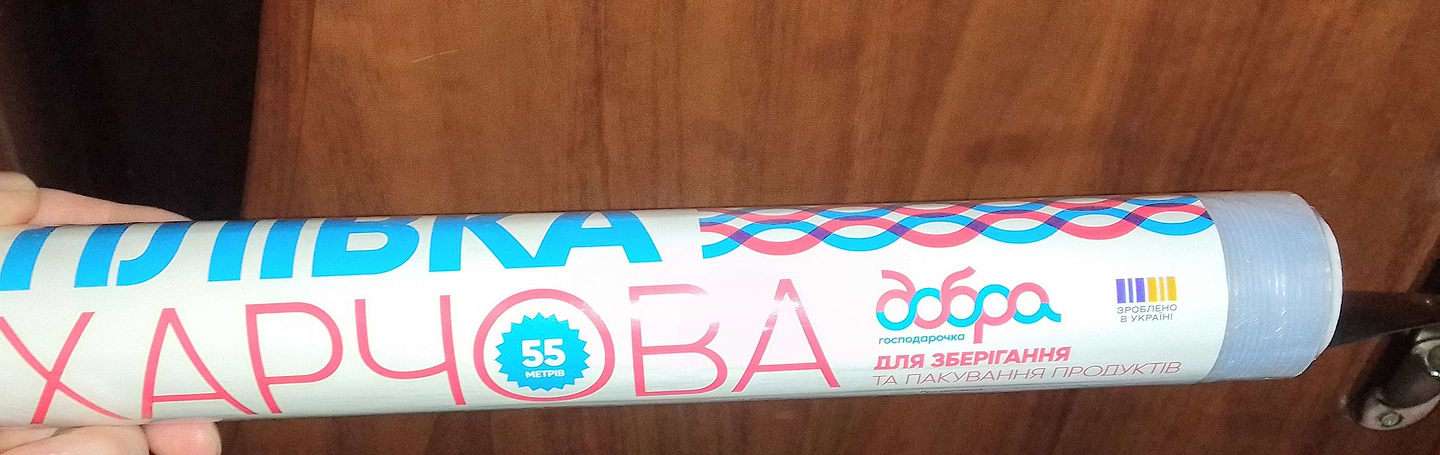 ПЛІВКА
ХАРЧОВА
55
МЕТРІВ
добра
господарочка
ДЛЯ ЗБЕРІГАННЯ
ТА ПАКУВАННЯ ПРОДУКТІВ
ЗРОБЛЕНО
В УКРАЇНІ